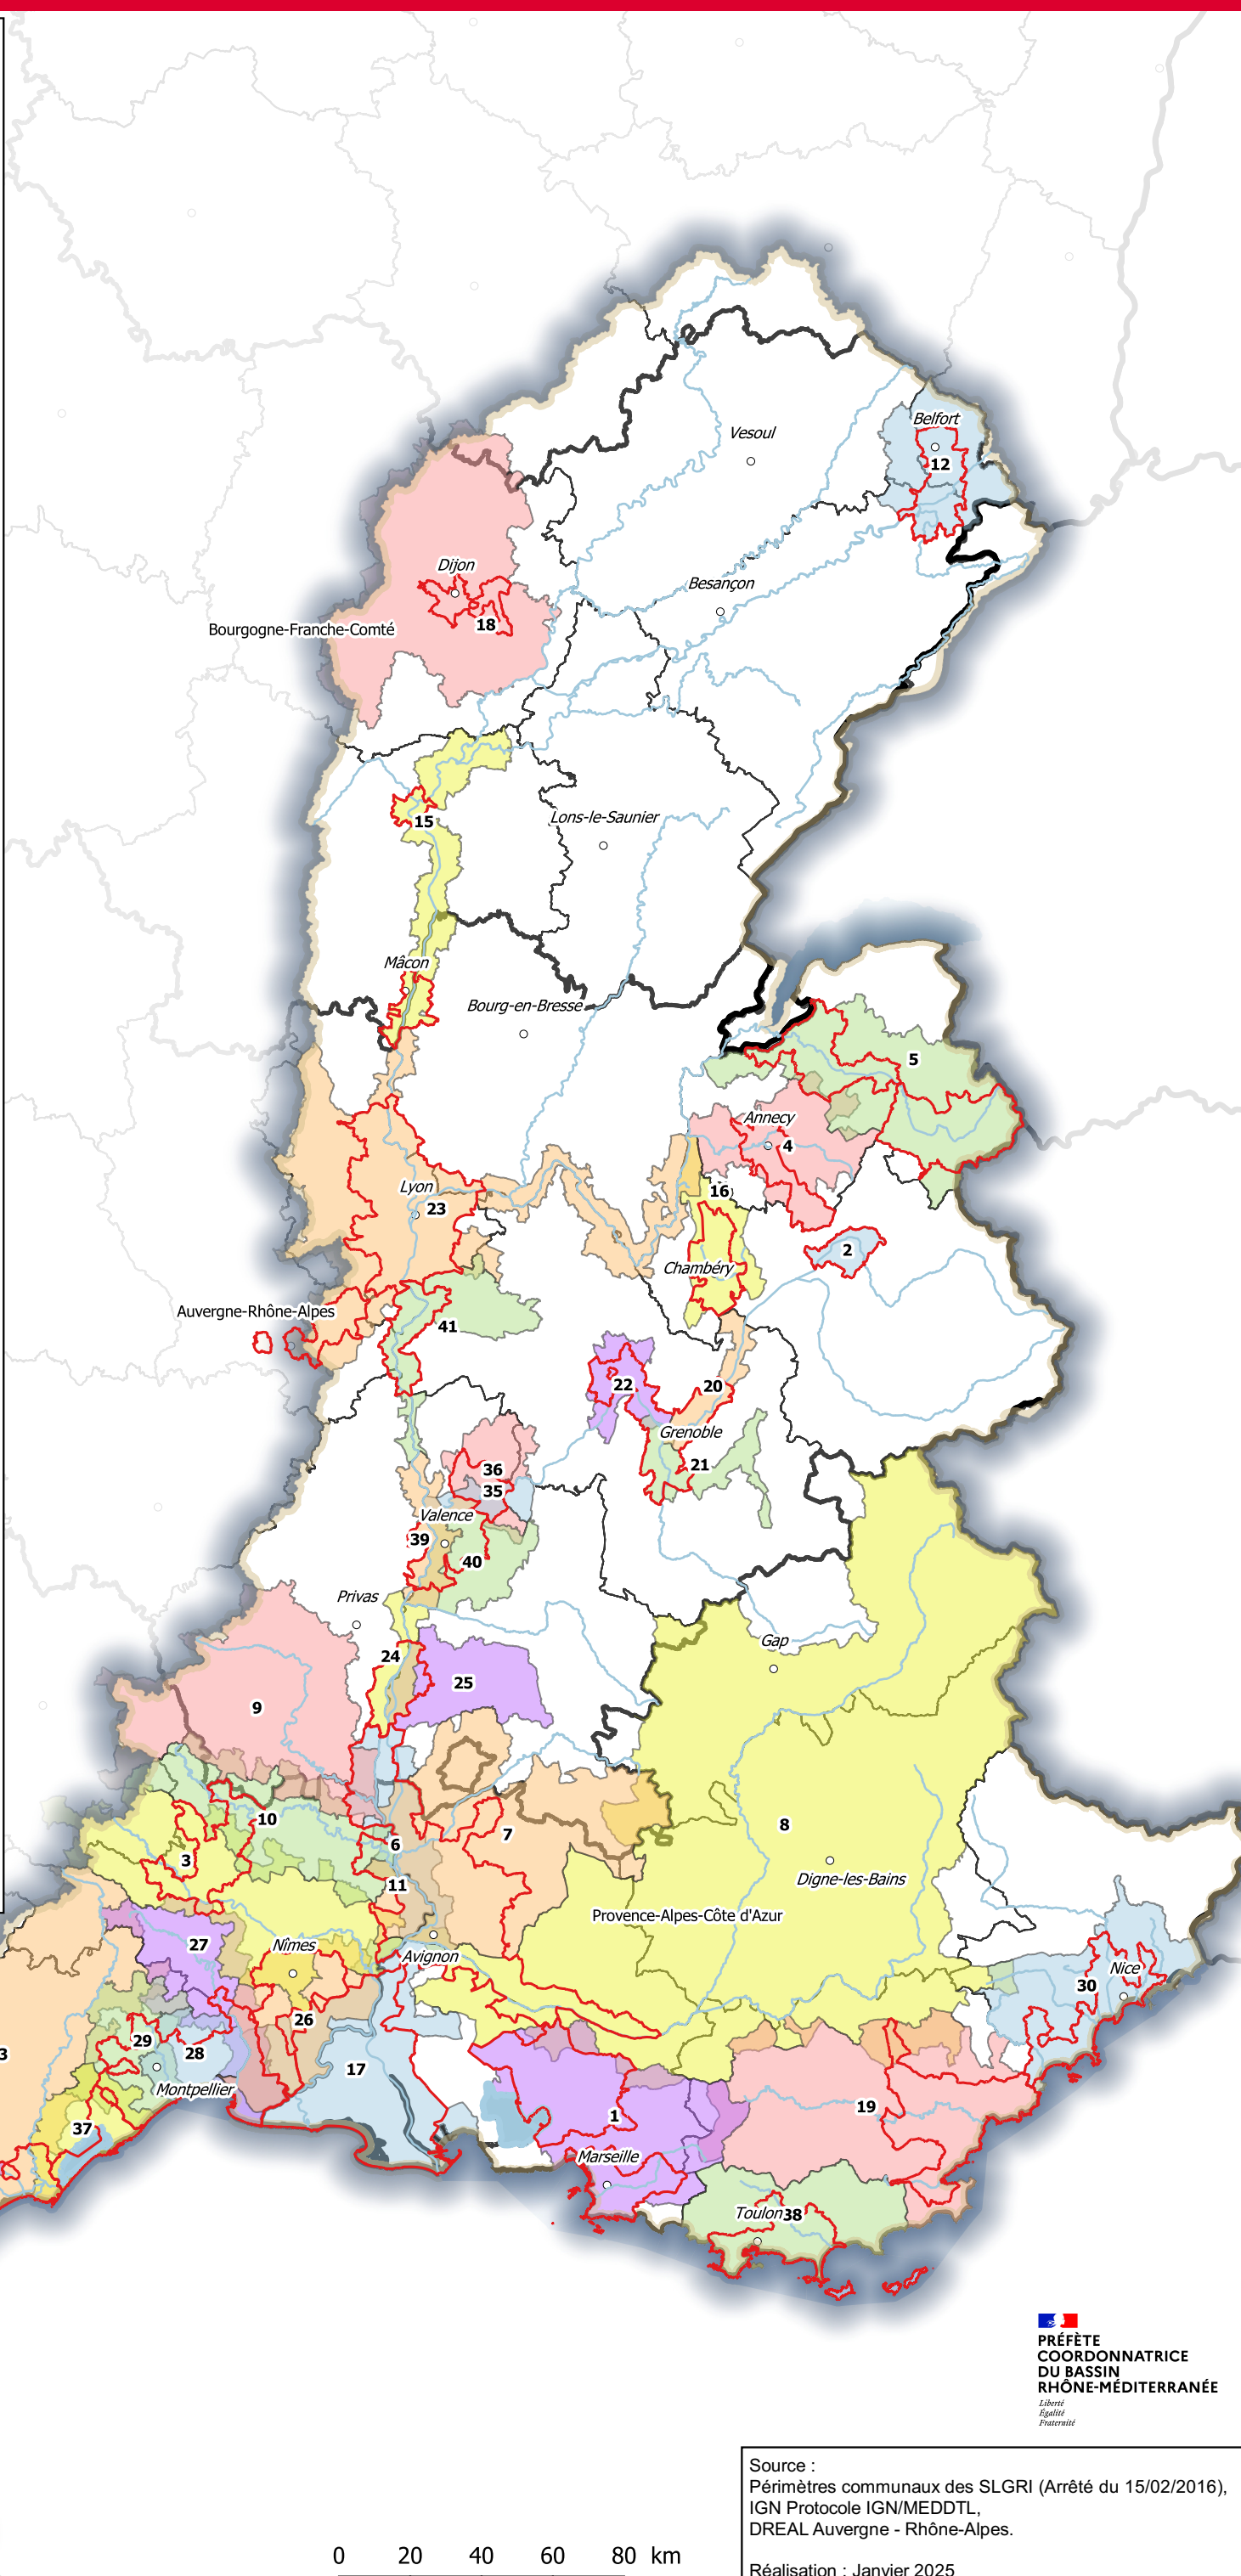 Belfort
Vesoul
12
Dijon
Besançon
18
Bourgogne-Franche-Comté
Lons-le-Saunier
15
Mâcon
Bourg-en-Bresse
5
Annecy
4
Lyon
16
23
2
Chambéry
Auvergne-Rhône-Alpes
41
22
20
Grenoble
21
36
35
Valence
39
40
Privas
Gap
24
25
9
10
8
7
6
3
11
Digne-les-Bains
Provence-Alpes-Côte d'Azur
27
Nîmes
Avignon
Nice
30
26
29
28
3
17
Montpellier
19
1
37
Marseille
Toulon
38
PRÉFÈTE
COORDONNATRICE
DU BASSIN
RHÔNE-MÉDITERRANÉE
Liberté
Égalité
Fraternité
Source :
Périmètres communaux des SLGRI (Arrêté du 15/02/2016),
IGN Protocole IGN/MEDDTL,
DREAL Auvergne - Rhône-Alpes.
0 20 40 60 80 km
Réalisation : Janvier 2025